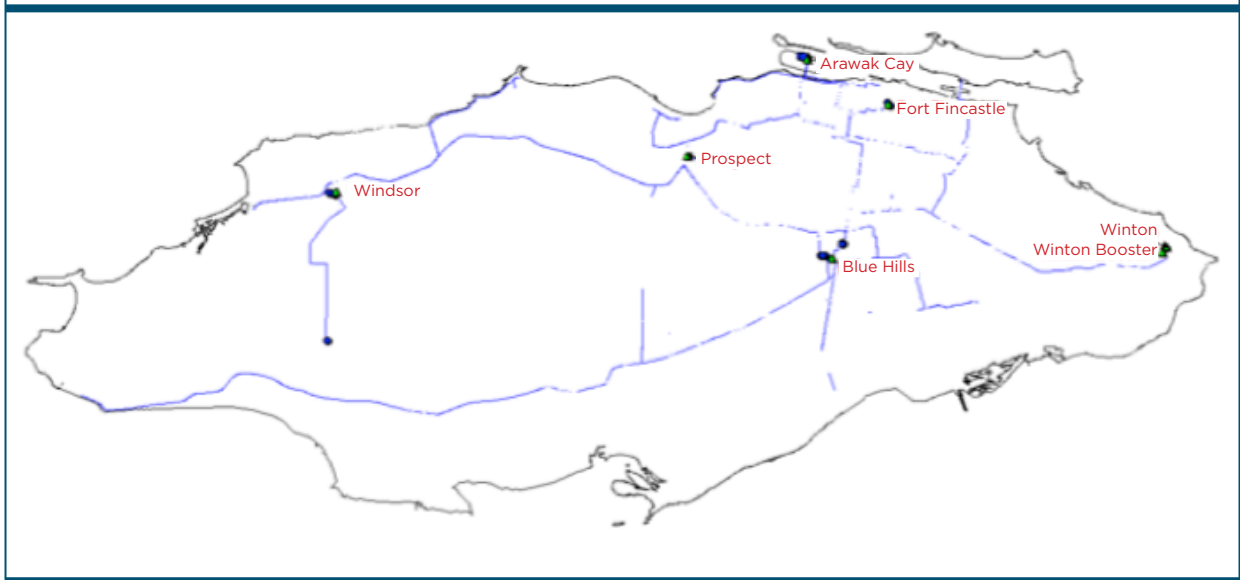 Arawak Cay
Fort Fincastle
Prospect
Windsor
Winton
Winton Booster
Blue Hills